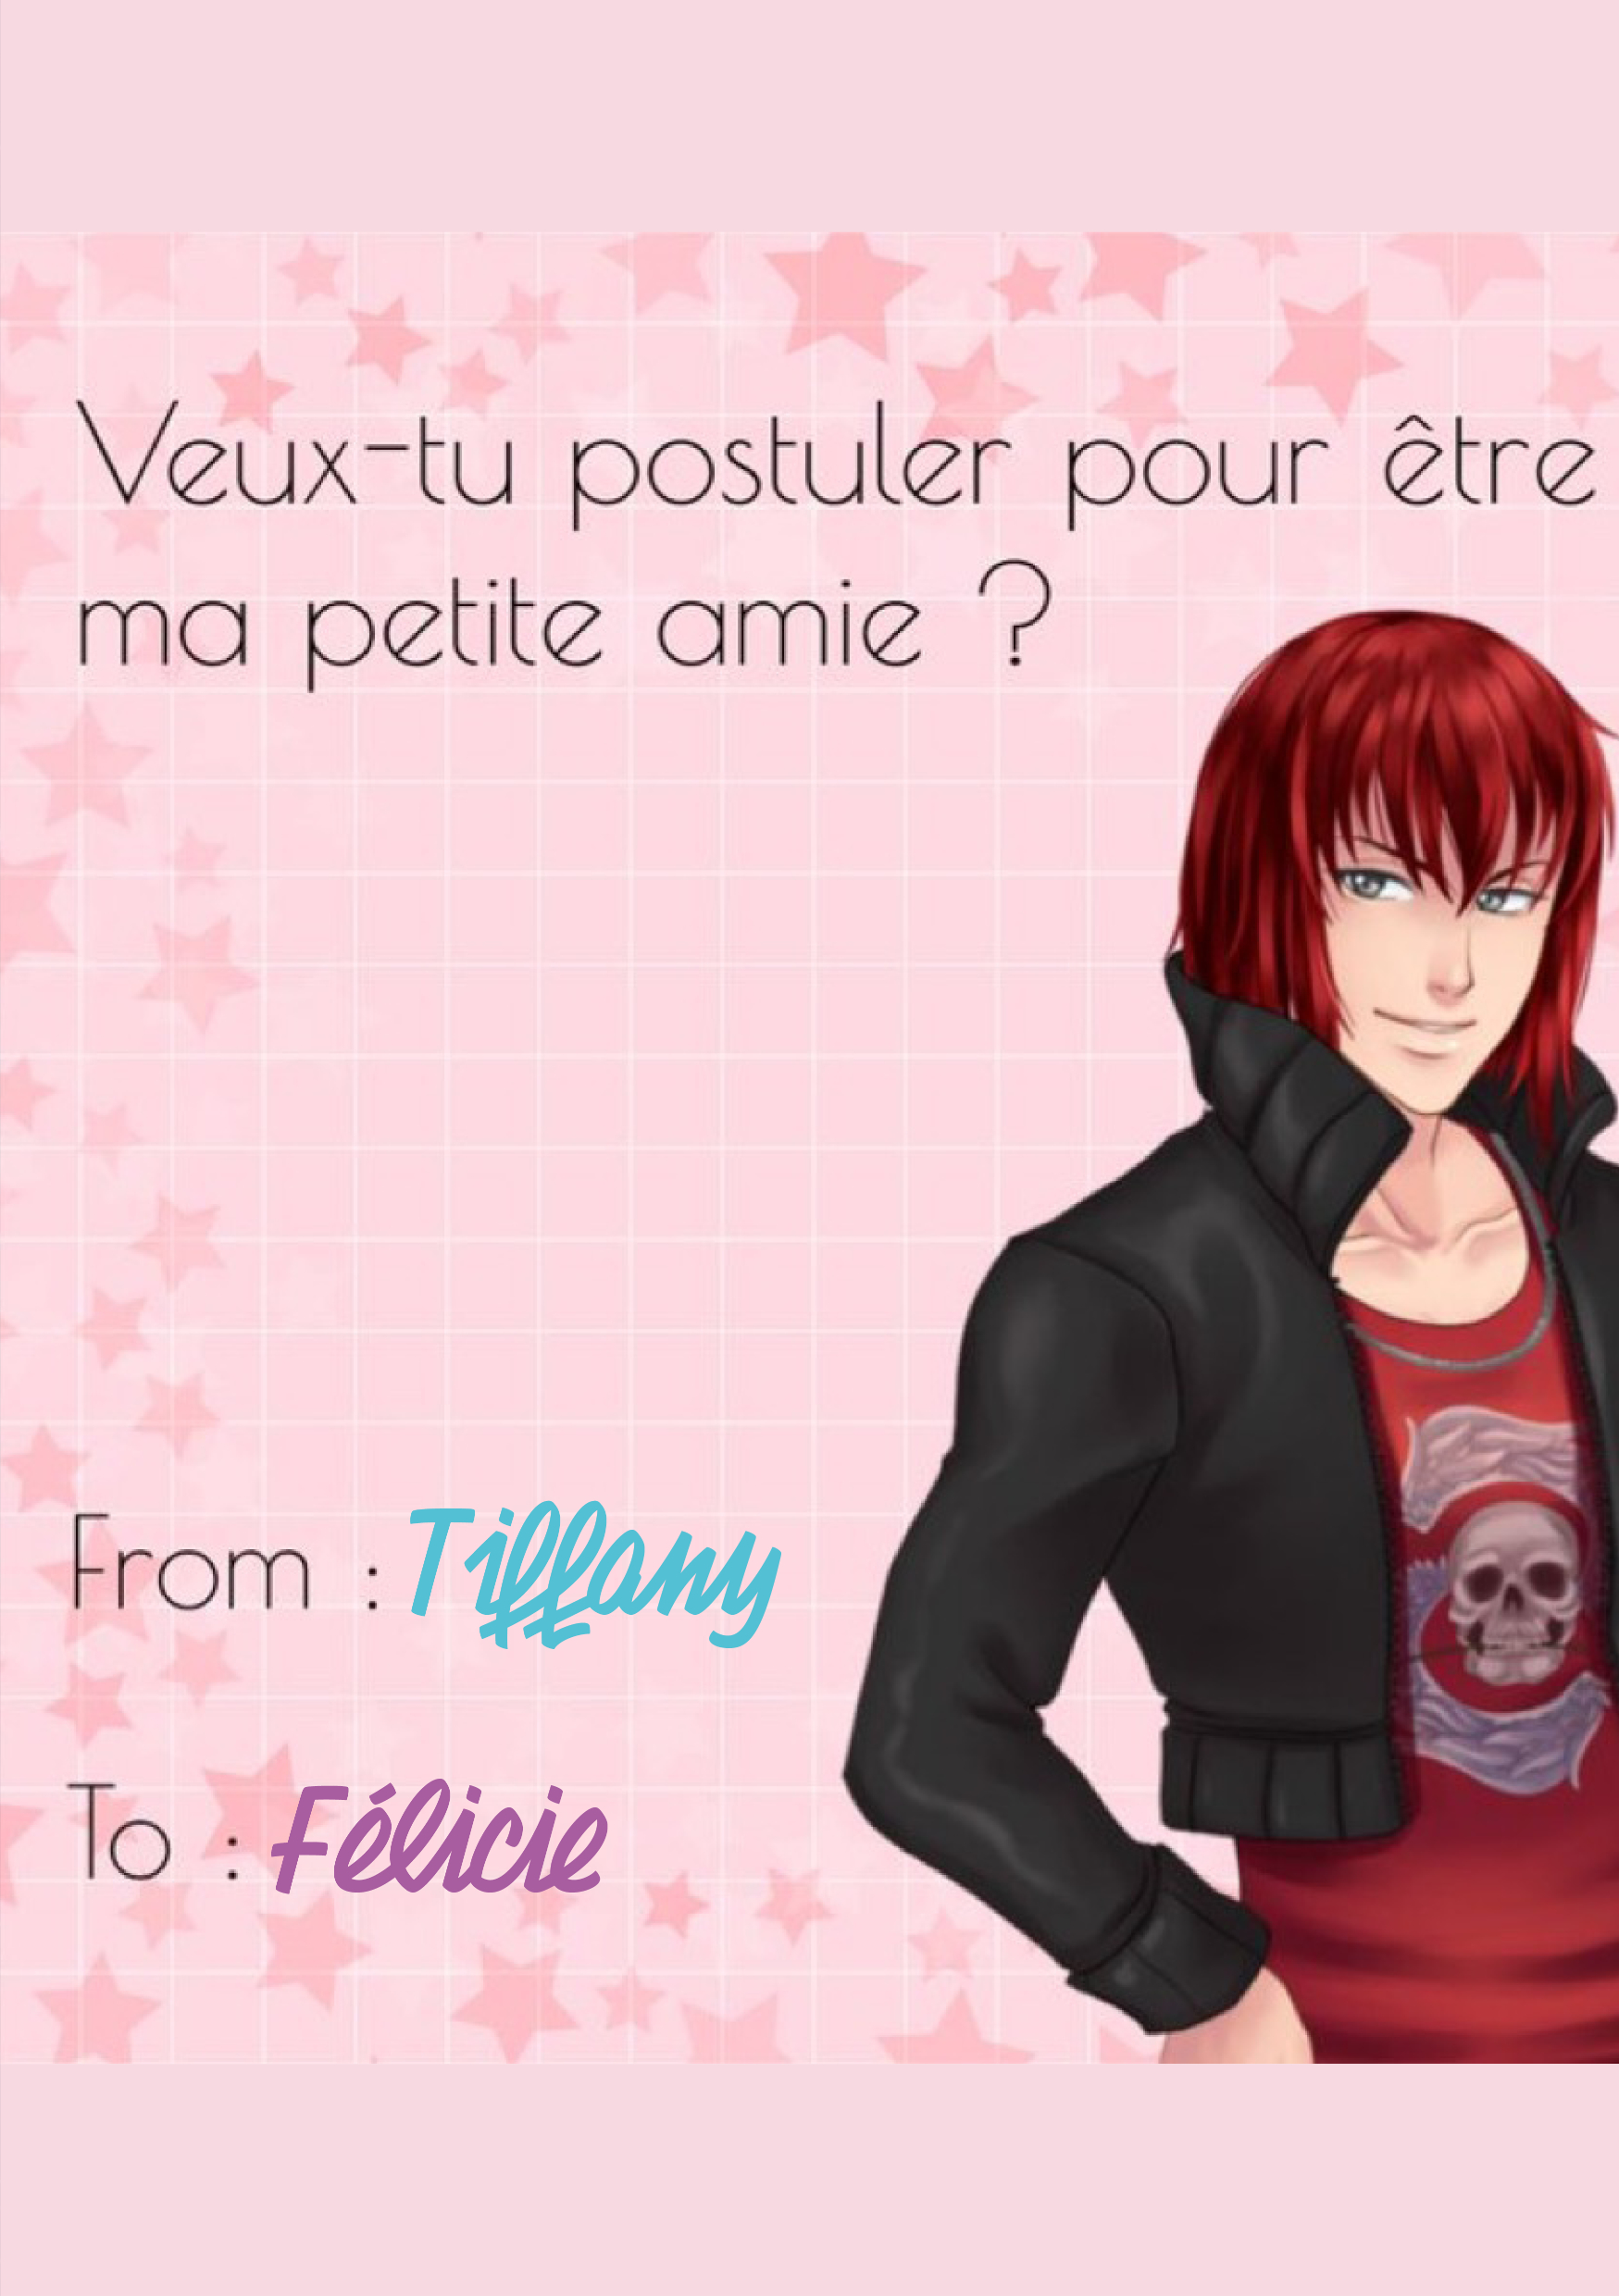 Veux-tu postuler pour être
ma petite amie ?
From : Tiffany
To : Félicie